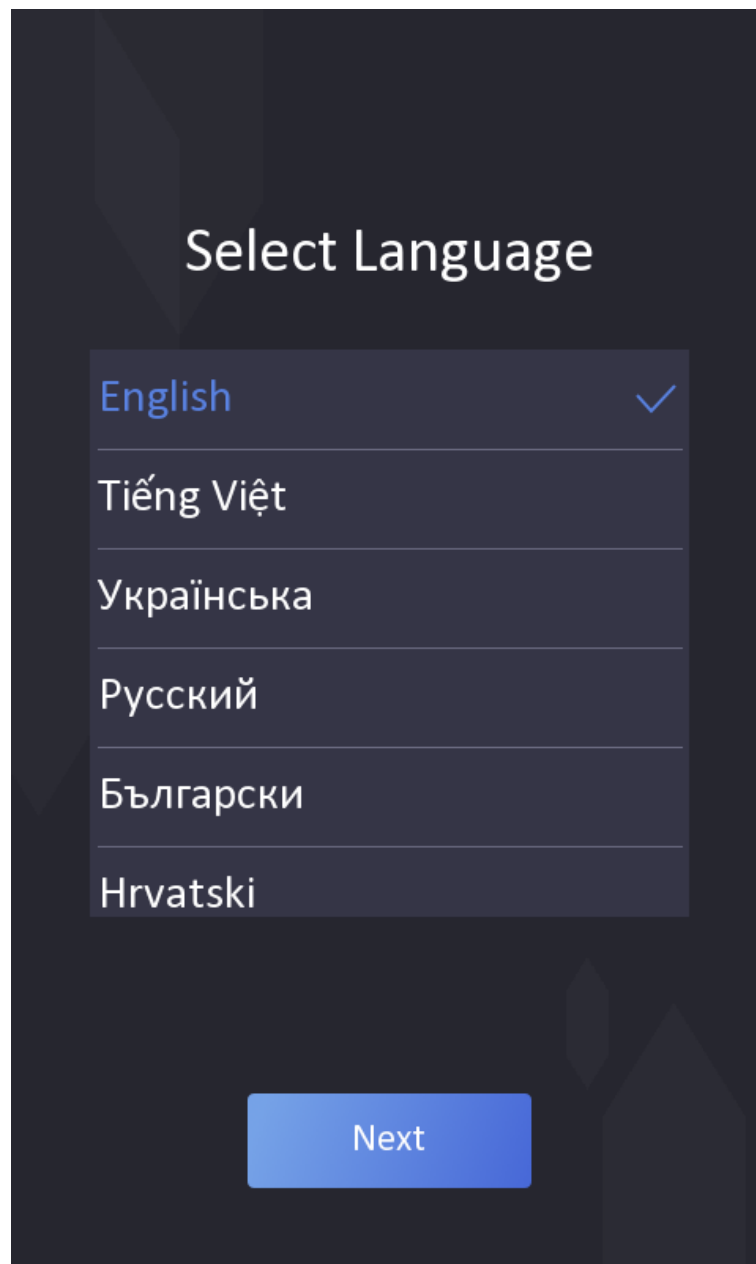 Select Language
English
Tiếng Việt
Українська
Русский
Български
Hrvatski
Next